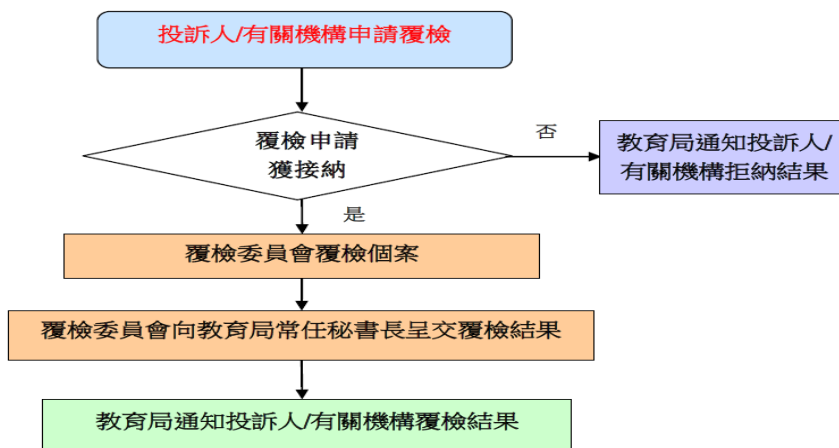 投訴人/有關機構申請覆檢
覆檢申請
獲接納
否
教育局通知投訴人/
有關機構拒納結果
是
覆檢委員會覆檢個案
覆檢委員會向教育局常任秘書長呈交覆檢結果
教育局通知投訴人/有關機構覆檢結果